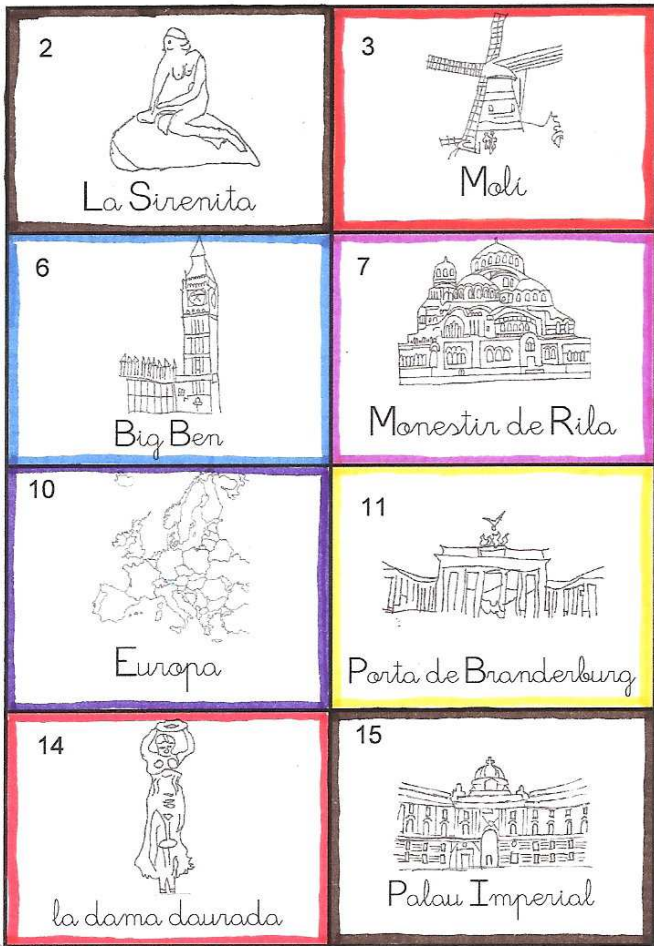 2
La Sirenita
3
Molí
6
Big Ben
7
Monestir de Rila
10
Europa
11
Porta de Branderburg
14
la dama daurada
15
Palau Imperial